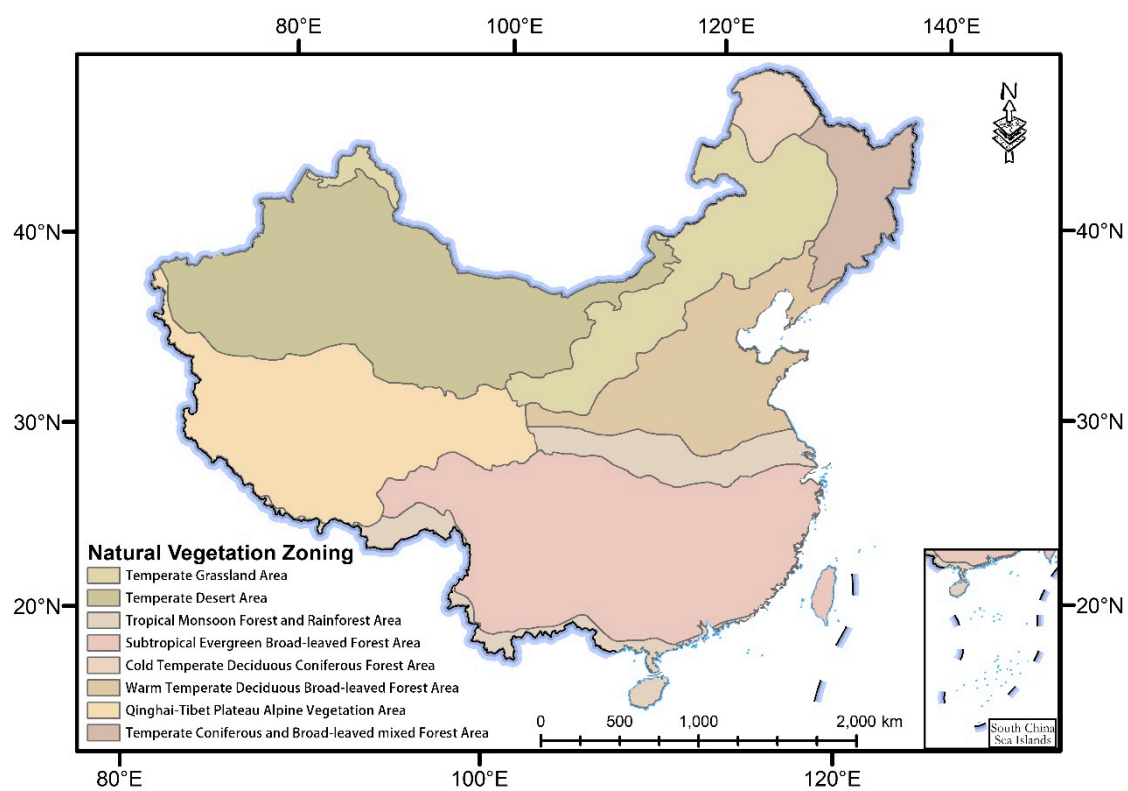 80°E 100°E 120°E 140°E
N
40°N 40°N
30°N 30°N
20°N 20°N
Natural Vegetation Zoning
Temperate Grassland Area
Temperate Desert Area
Tropical Monsoon Forest and Rainforest Area
Subtropical Evergreen Broad-leaved Forest Area
Cold Temperate Deciduous Coniferous Forest Area
Warm Temperate Deciduous Broad-leaved Forest Area
Qinghai-Tibet Plateau Alpine Vegetation Area
Temperate Coniferous and Broad-leaved mixed Forest Area
0 500 1,000 2,000 km
South China
Sea Islands
80°E 100°E 120°E